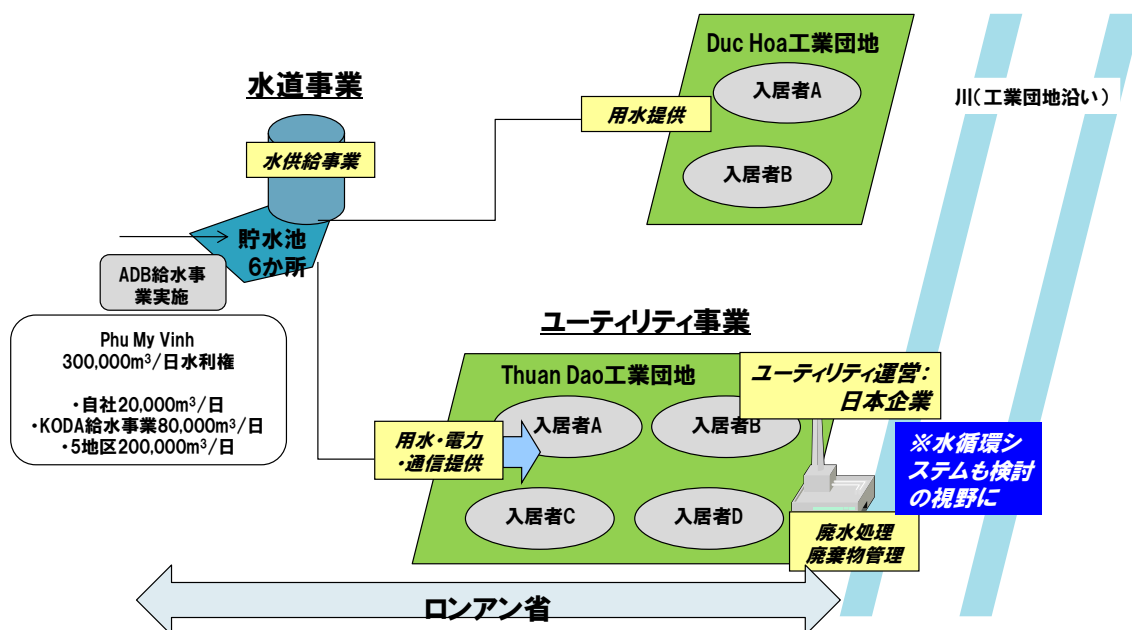 水道事業
水供給事業
貯水池
6か所
ADB給水事
業実施
Phu My Vinh
300,000m³/日水利権
・自社20,000m³/日
・KODA給水事業80,000m³/日
・5地区200,000m³/日
用水提供
Duc Hoa工業団地
入居者A
入居者B
川(工業団地沿い)
ユーティリティ事業
Thuan Dao工業団地
入居者A
入居者B
入居者C
入居者D
用水・電力
・通信提供
ユーティリティ運営:
日本企業
※水循環シ
ステムも検討
の視野に
廃水処理
廃棄物管理
ロンアン省